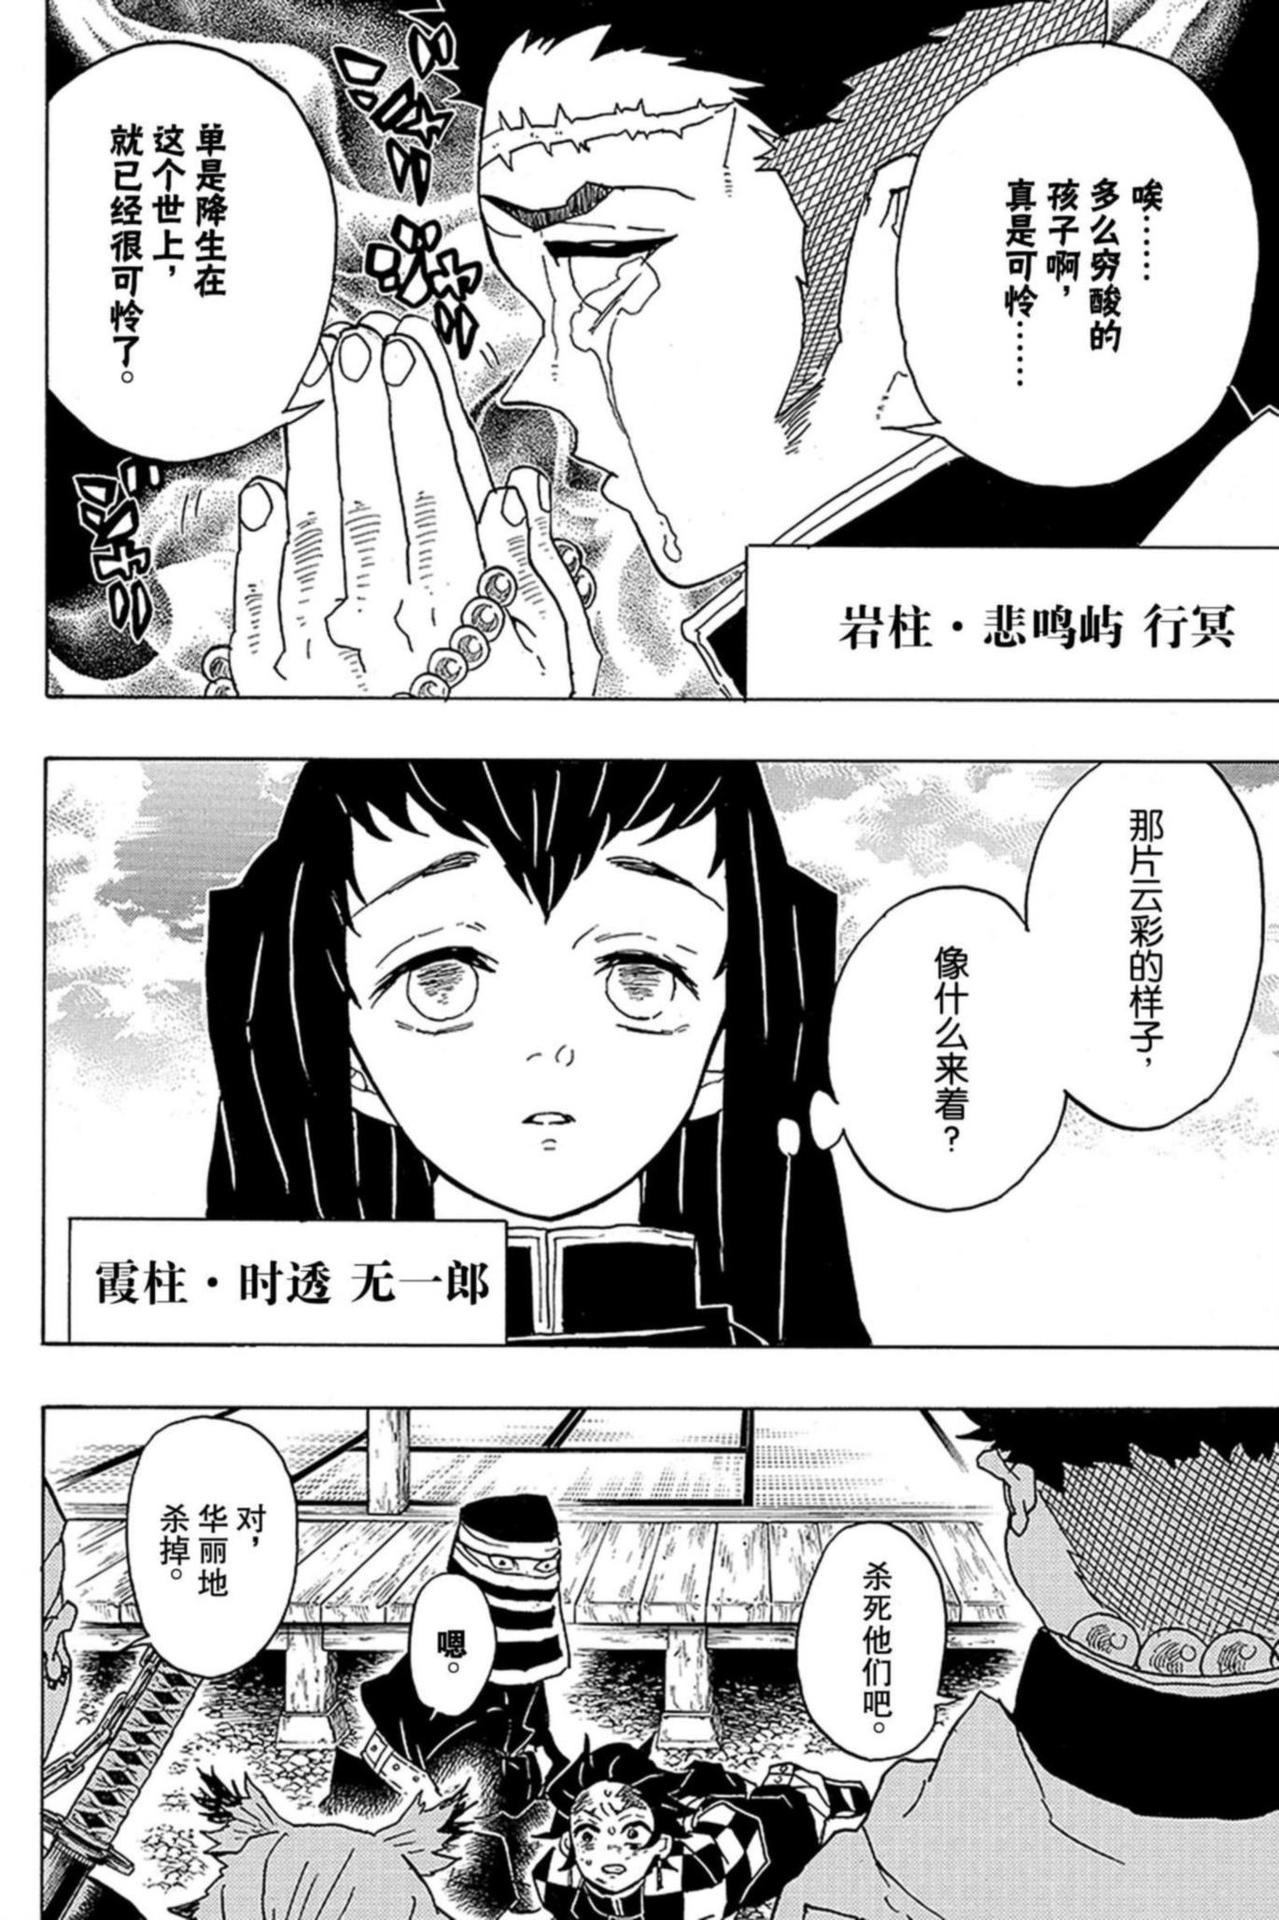 唉……
多么穷酸的
孩子啊，
真是可怜……
单是降生在
这个世上，
就已经很可怜了。
岩柱・悲鸣屿 行冥
那片云彩的样子，
像什么来着？
霞柱・时透 无一郎
杀死他们吧。
嗯。
对，
华丽地
杀掉。